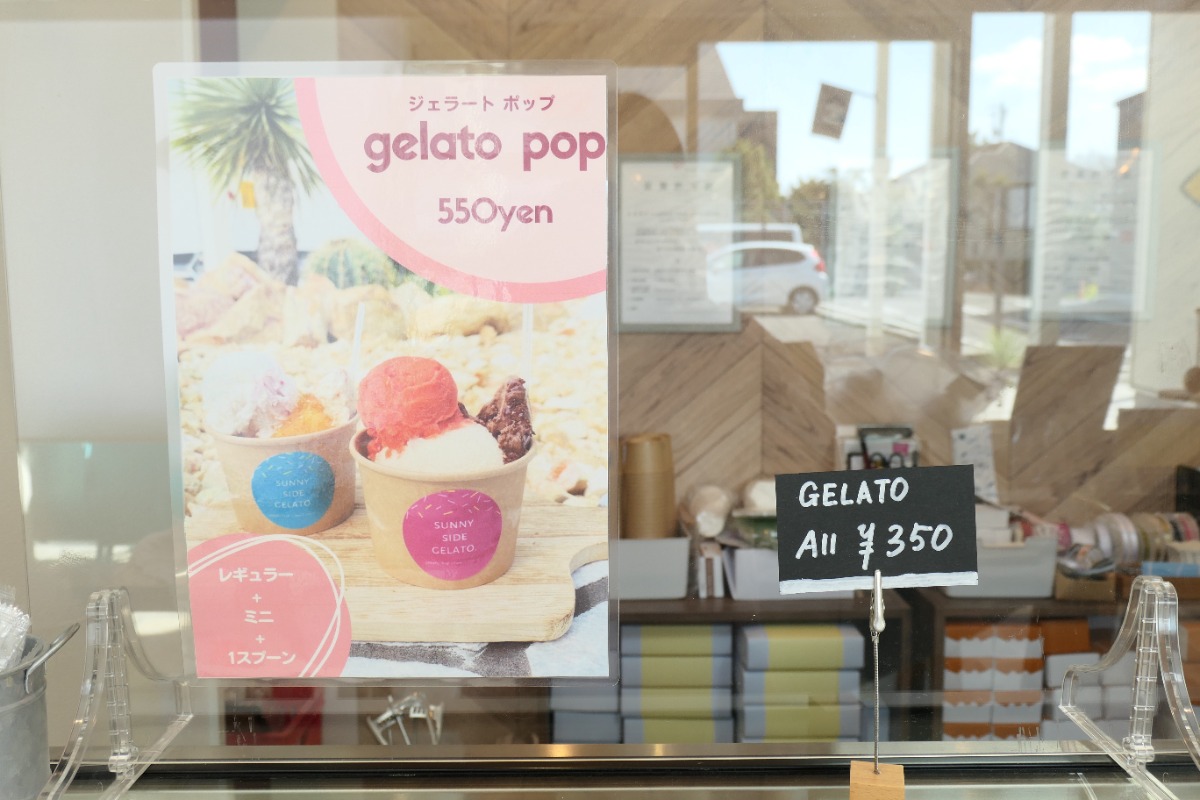 ジェラート ポップ
gelato pop
550yen
SUNNY
SIDE
GELATO.
SUNNY
SIDE
GELATO.
レギュラー
+
ミニ
+
1スプーン
GELATO
All ¥350